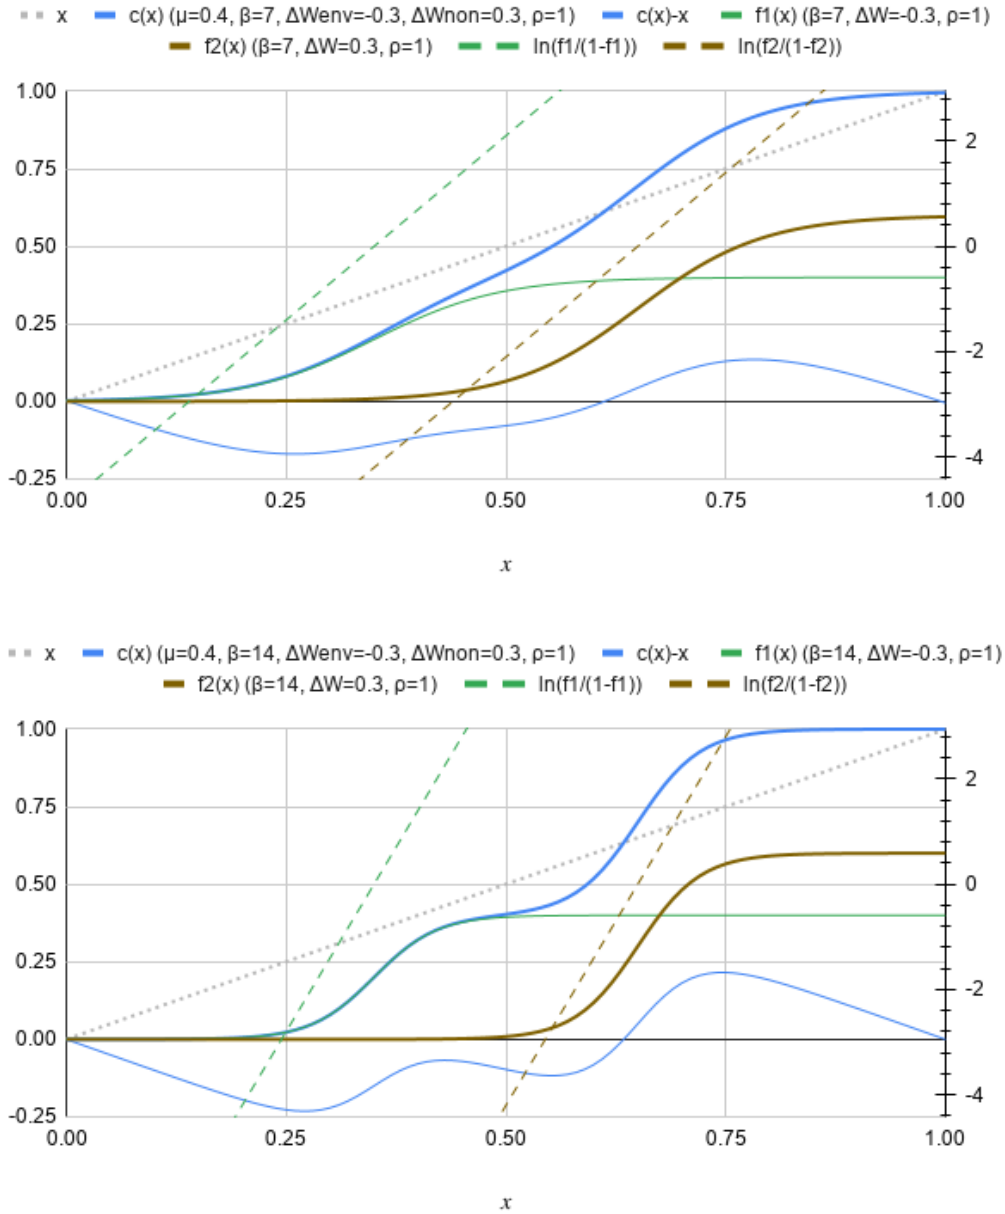 x c(x) (μ=0.4, β=7, ΔWenv=-0.3, ΔWnon=0.3, ρ=1) c(x)-x f1(x) (β=7, ΔW=-0.3, ρ=1)
f2(x) (β=7, ΔW=0.3, ρ=1) ln(f1/(1-f1)) ln(f2/(1-f2))
1.00
2
0.75
0.50 0
0.25
-2
0.00
-4
-0.25
0.00 0.25 0.50 0.75 1.00
x
x c(x) (μ=0.4, β=14, ΔWenv=-0.3, ΔWnon=0.3, ρ=1) c(x)-x f1(x) (β=14, ΔW=-0.3, ρ=1)
f2(x) (β=14, ΔW=0.3, ρ=1) ln(f1/(1-f1)) ln(f2/(1-f2))
1.00
2
0.75
0.50 0
0.25
-2
0.00
-4
-0.25
0.00 0.25 0.50 0.75 1.00
x